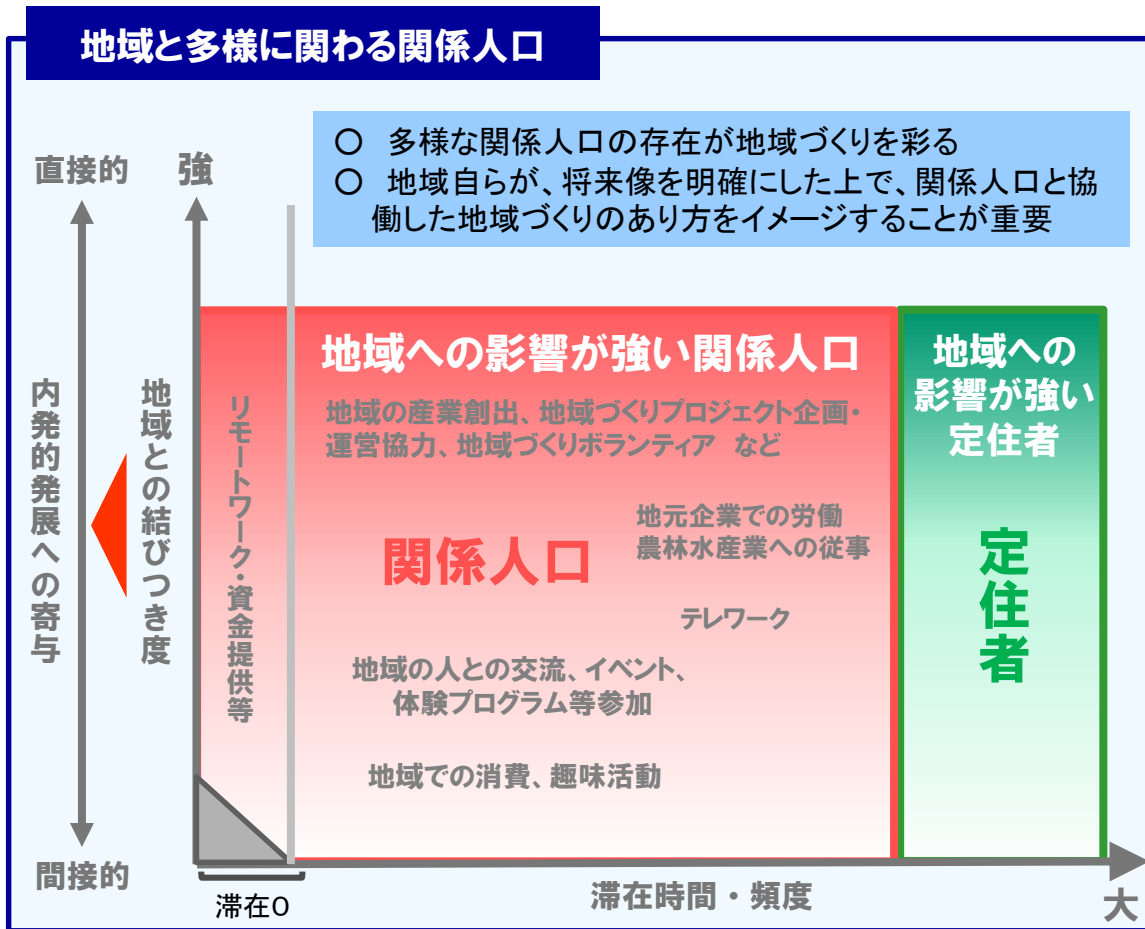 地域と多様に関わる関係人口
○ 多様な関係人口の存在が地域づくりを彩る
○ 地域自らが、将来像を明確にした上で、関係人口と協
働した地域づくりのあり方をイメージすることが重要
直接的
強
内発的発展への寄与
地域との結びつき度
リモートワーク・資金提供等
地域への影響が強い関係人口
地域の産業創出、地域づくりプロジェクト企画・
運営協力、地域づくりボランティア など
地元企業での労働
農林水産業への従事
関係人口
テレワーク
地域の人との交流、イベント、
体験プログラム等参加
地域での消費、趣味活動
地域への
影響が強い
定住者
定住者
間接的
滞在0
滞在時間・頻度
大